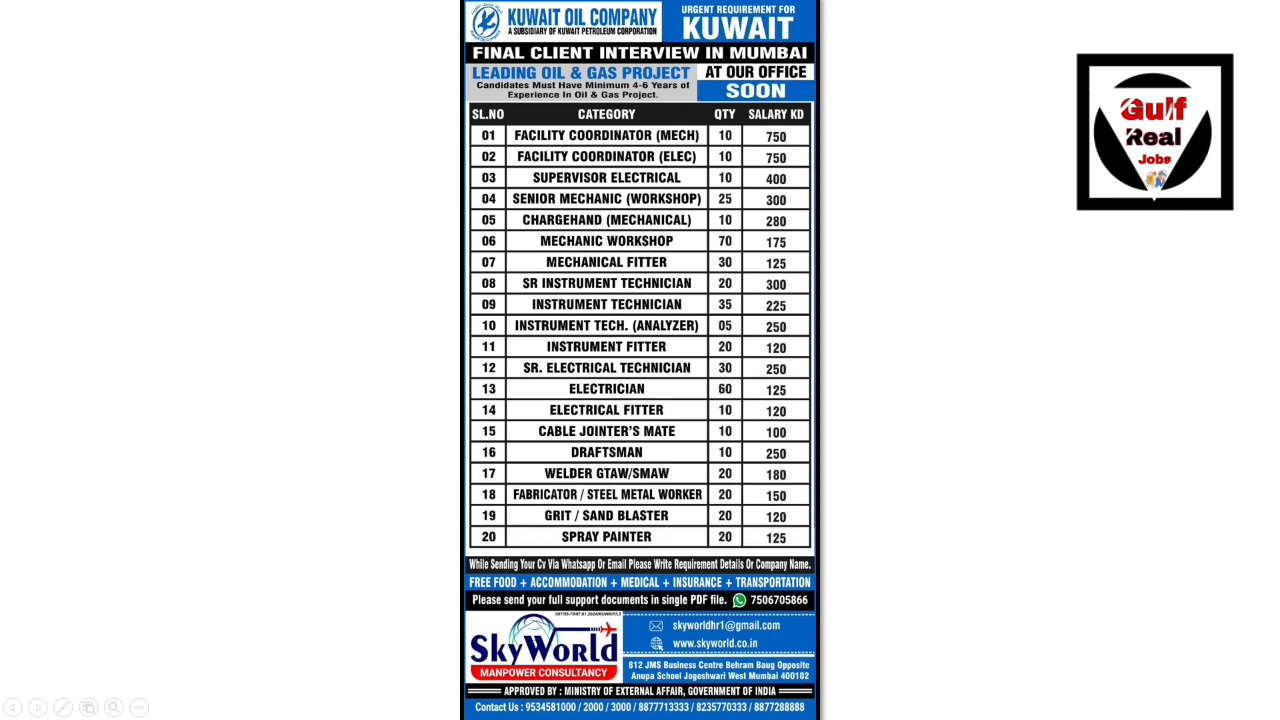 KUWAIT OIL COMPANY
A SUBSIDIARY OF KUWAIT PETROLEUM CORPORATION
URGENT REQUIREMENT FOR
KUWAIT
FINAL CLIENT INTERVIEW IN MUMBAI
LEADING OIL & GAS PROJECT
Candidates Must Have Minimum 4-6 Years of
Experience In Oil & Gas Project.
AT OUR OFFICE
SOON
SL.NO CATEGORY QTY SALARY KD
01 FACILITY COORDINATOR (MECH) 10 750
02 FACILITY COORDINATOR (ELEC) 10 750
03 SUPERVISOR ELECTRICAL 10 400
04 SENIOR MECHANIC (WORKSHOP) 25 300
05 CHARGEHAND (MECHANICAL) 10 280
06 MECHANIC WORKSHOP 70 175
07 MECHANICAL FITTER 30 125
08 SR INSTRUMENT TECHNICIAN 20 300
09 INSTRUMENT TECHNICIAN 35 225
10 INSTRUMENT TECH. (ANALYZER) 05 250
11 INSTRUMENT FITTER 20 120
12 SR. ELECTRICAL TECHNICIAN 30 250
13 ELECTRICIAN 60 125
14 ELECTRICAL FITTER 10 120
15 CABLE JOINTER'S MATE 10 100
16 DRAFTSMAN 10 250
17 WELDER GTAW/SMAW 20 180
18 FABRICATOR / STEEL METAL WORKER 20 150
19 GRIT / SAND BLASTER 20 120
20 SPRAY PAINTER 20 125
While Sending Your Cv Via Whatsapp Or Email Please Write Requirement Details Or Company Name.
FREE FOOD + ACCOMMODATION + MEDICAL + INSURANCE + TRANSPORTATION
Please send your full support documents in single PDF file. 7506705866
SkyWorld
MANPOWER CONSULTANCY
skyworldhr1@gmail.com
www.skyworld.co.in
812 JMS Business Centre Behram Baug Opposite
Anupa School Jogeshwari West Mumbai 400102
APPROVED BY : MINISTRY OF EXTERNAL AFFAIR, GOVERNMENT OF INDIA
Contact Us : 9534581000 / 2000 / 3000 / 8877713333 / 8235770333 / 8877288888
Gulf
Real
Jobs